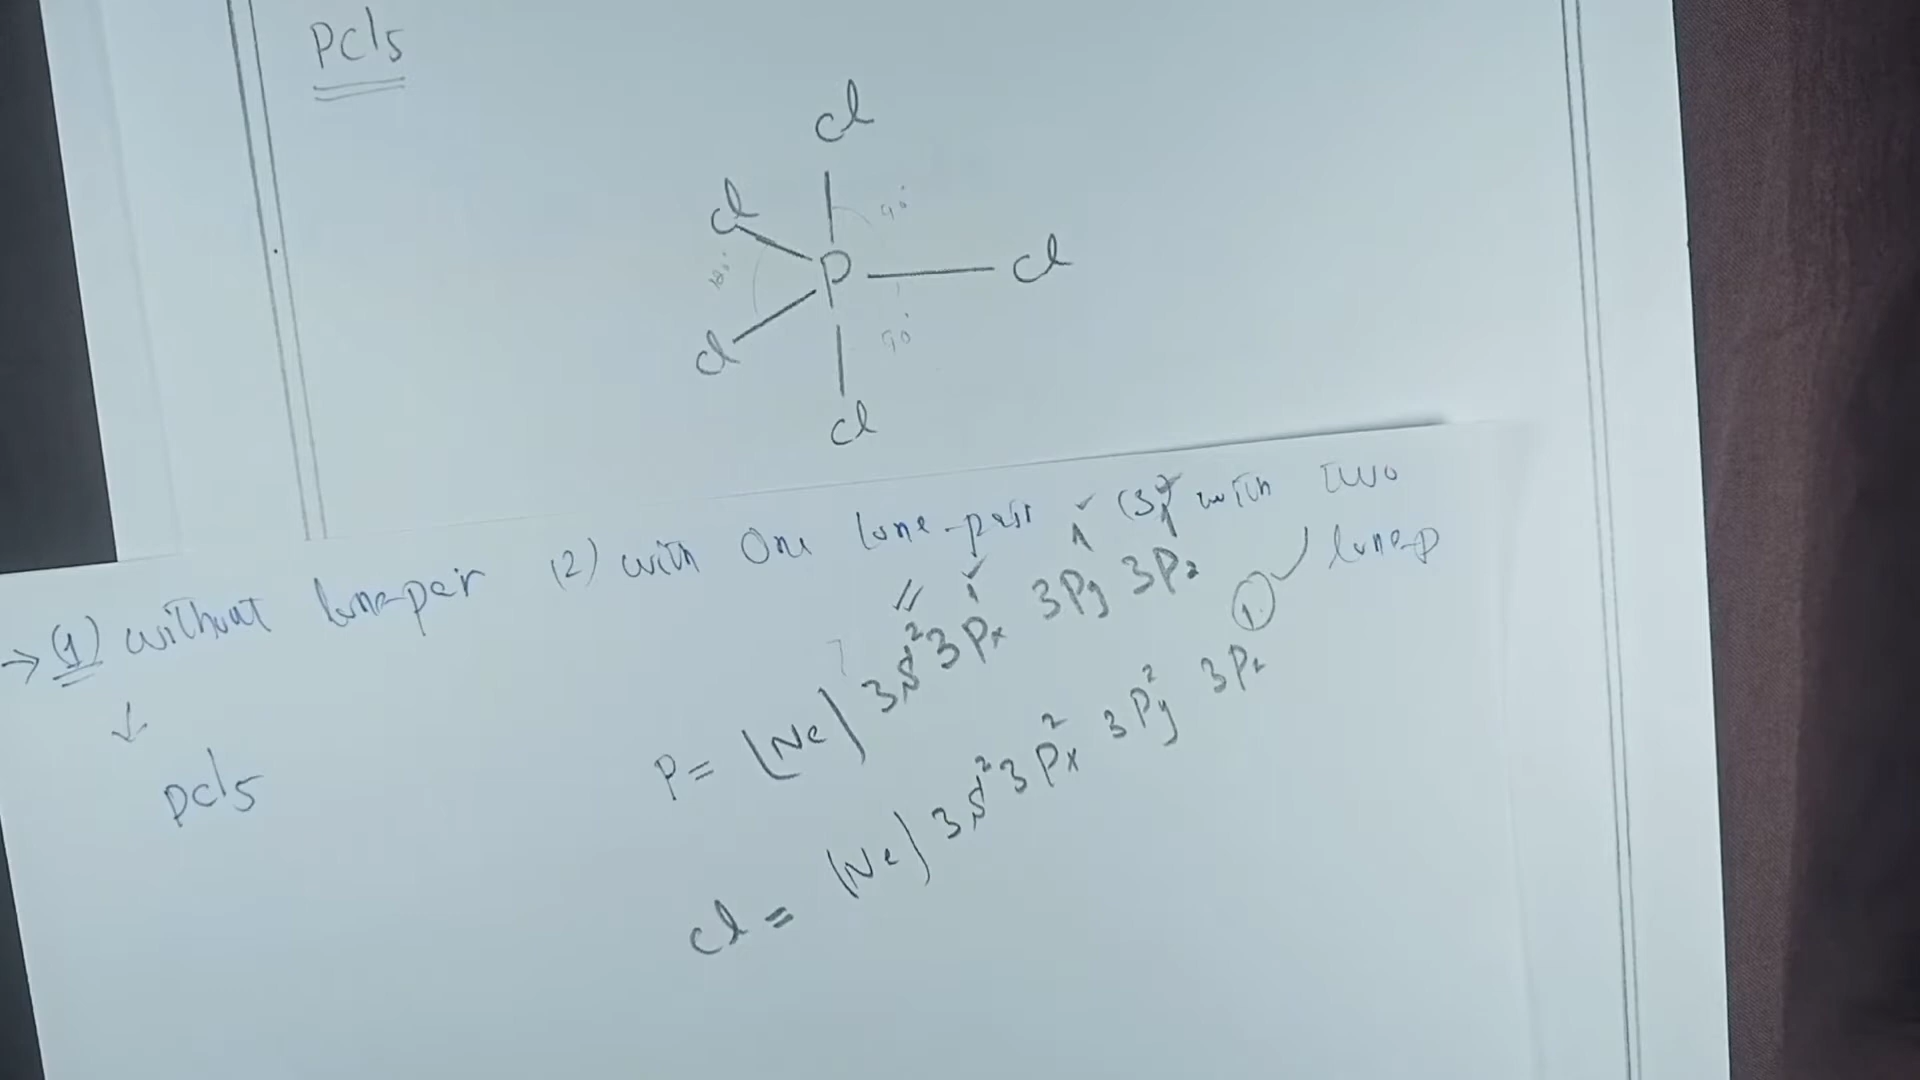 PCl5
Cl
Cl 90°
P Cl
90°
Cl
Cl
→ (1) without lone-pair (2) with One lone-pair (3) with two
lone-p
↓
PCl5
P = [Ne] 3s² 3Px 3Py 3Pz
1
Cl = [Ne] 3s² 3Px² 3Py² 3Pz